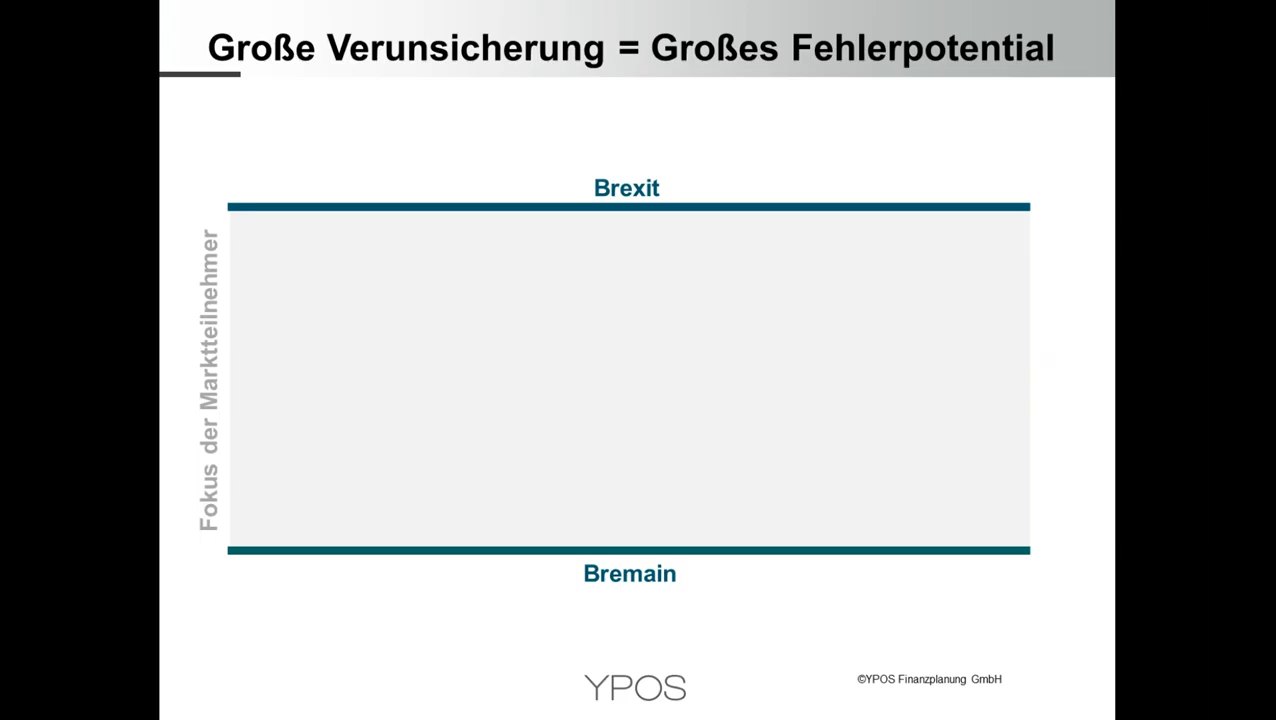 Große Verunsicherung = Großes Fehlerpotential
Brexit
Fokus der Marktteilnehmer
Bremain
YPOS
©YPOS Finanzplanung GmbH